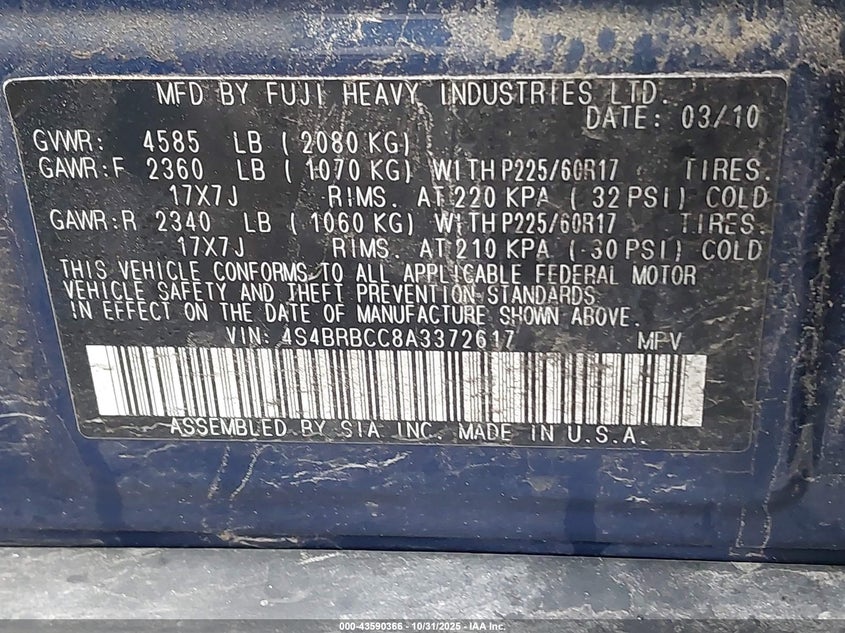 MFD BY FUJI HEAVY INDUSTRIES LTD.
DATE: 03/10
GVWR: 4585 LB ( 2080 KG)
GAWR:F 2360 LB ( 1070 KG) WITH P225/60R17 TIRES.
17X7J RIMS. AT 220 KPA ( 32 PSI) COLD
GAWR:R 2340 LB ( 1060 KG) WITH P225/60R17 TIRES.
17X7J RIMS. AT 210 KPA ( 30 PSI) COLD
THIS VEHICLE CONFORMS TO ALL APPLICABLE FEDERAL MOTOR
VEHICLE SAFETY AND THEFT PREVENTION STANDARDS
IN EFFECT ON THE DATE OF MANUFACTURE SHOWN ABOVE.
VIN: 4S4BRBCC8A3372617 MPV
ASSEMBLED BY SIA INC. MADE IN U.S.A.
000-43590366 - 10/31/2025 - IAA Inc.